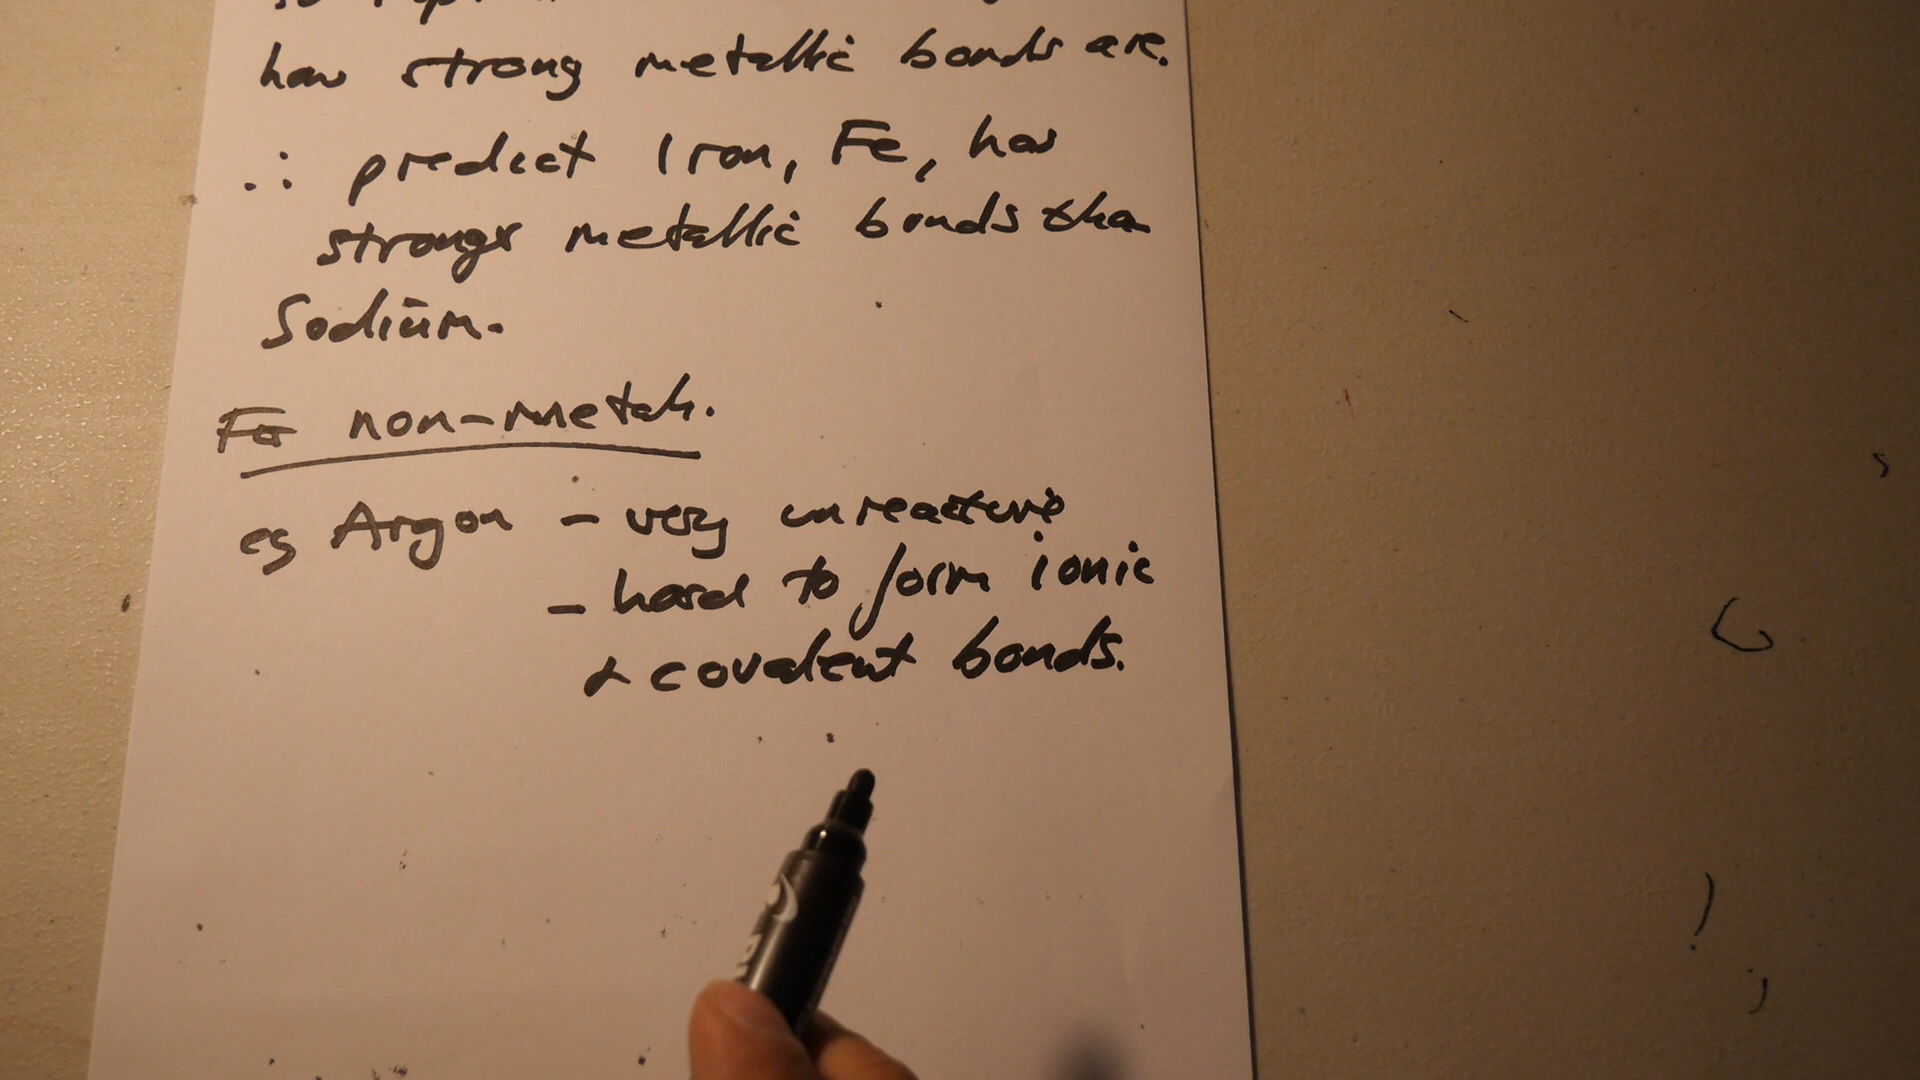 how strong metallic bonds are.
∴ predict Iron, Fe, has
stronger metallic bonds than
Sodium.
For non-metals.
eg Argon - very unreactive
- hard to form ionic
& covalent bonds.